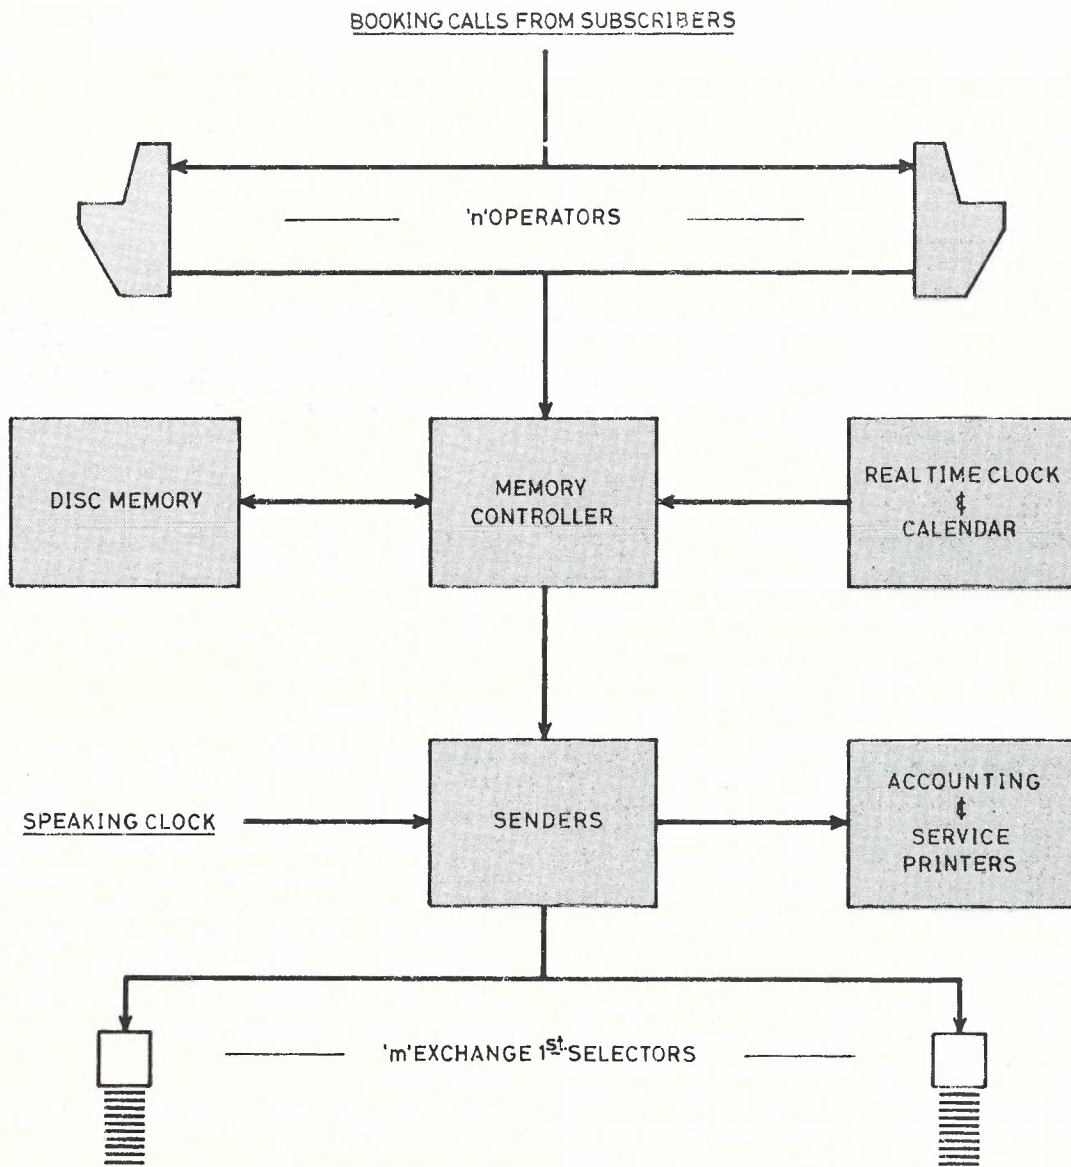 BOOKING CALLS FROM SUBSCRIBERS
'n' OPERATORS
DISC MEMORY
MEMORY
CONTROLLER
REAL TIME CLOCK
&
CALENDAR
SPEAKING CLOCK
SENDERS
ACCOUNTING
&
SERVICE
PRINTERS
'm' EXCHANGE 1st. SELECTORS